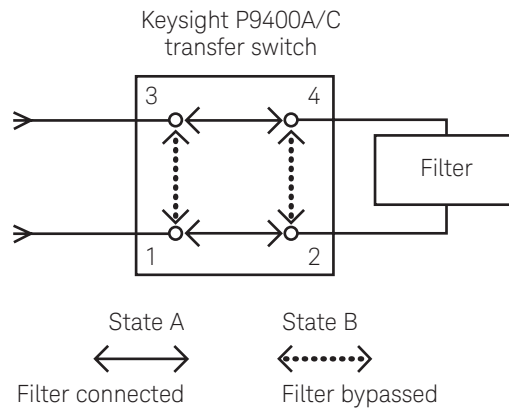 Keysight P9400A/C
transfer switch
3
4
Filter
1
2
State A
State B
Filter connected
Filter bypassed